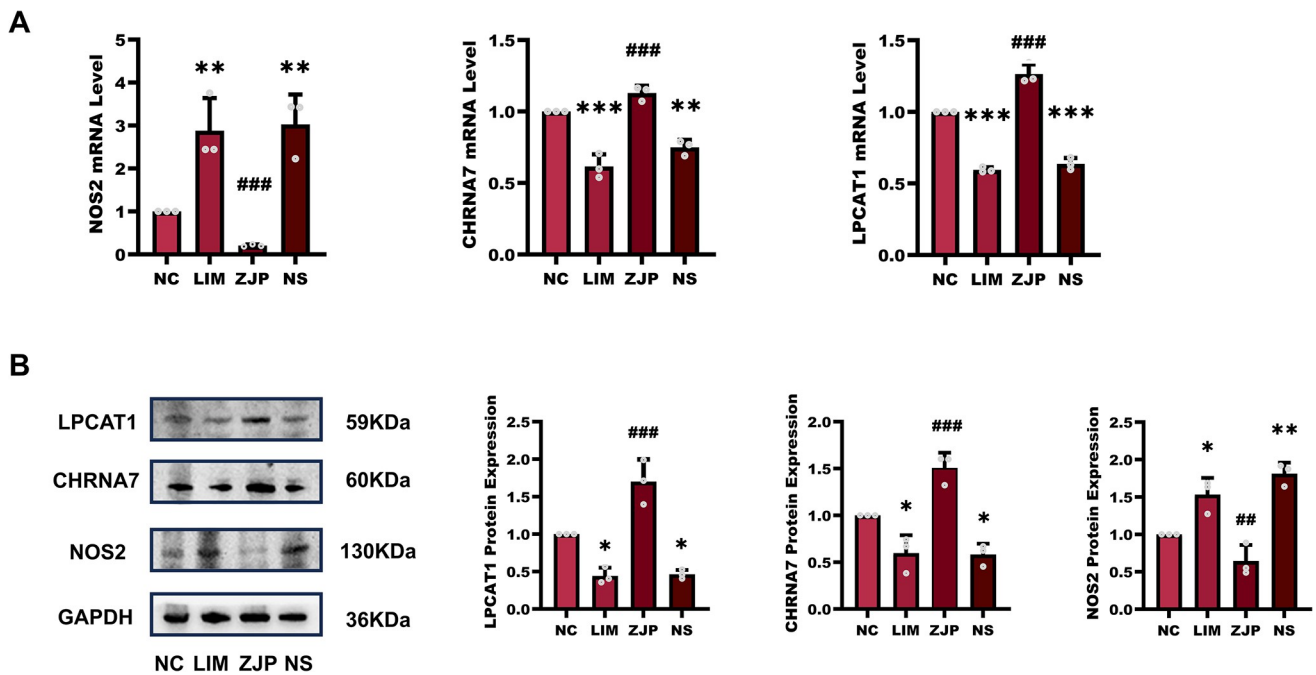 A
NOS2 mRNA Level
5
4
3
2
1
0
**
###
**
NC LIM ZJP NS
CHRNA7 mRNA Level
1.5
1.0
0.5
0.0
***
###
**
NC LIM ZJP NS
LPCAT1 mRNA Level
1.5
1.0
0.5
0.0
***
###
***
NC LIM ZJP NS
B
LPCAT1 59KDa
CHRNA7 60KDa
NOS2 130KDa
GAPDH 36KDa
NC LIM ZJP NS
LPCAT1 Protein Expression
2.5
2.0
1.5
1.0
0.5
0.0
*
###
*
NC LIM ZJP NS
CHRNA7 Protein Expression
2.0
1.5
1.0
0.5
0.0
*
###
*
NC LIM ZJP NS
NOS2 Protein Expression
2.5
2.0
1.5
1.0
0.5
0.0
*
##
**
NC LIM ZJP NS